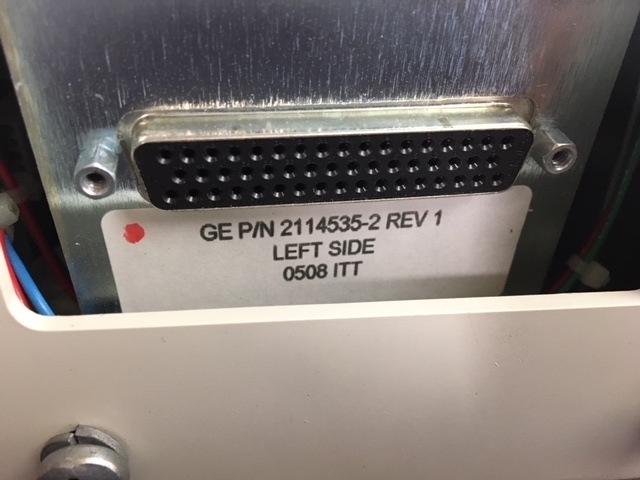 GE P/N 2114535-2 REV 1
LEFT SIDE
0508 ITT